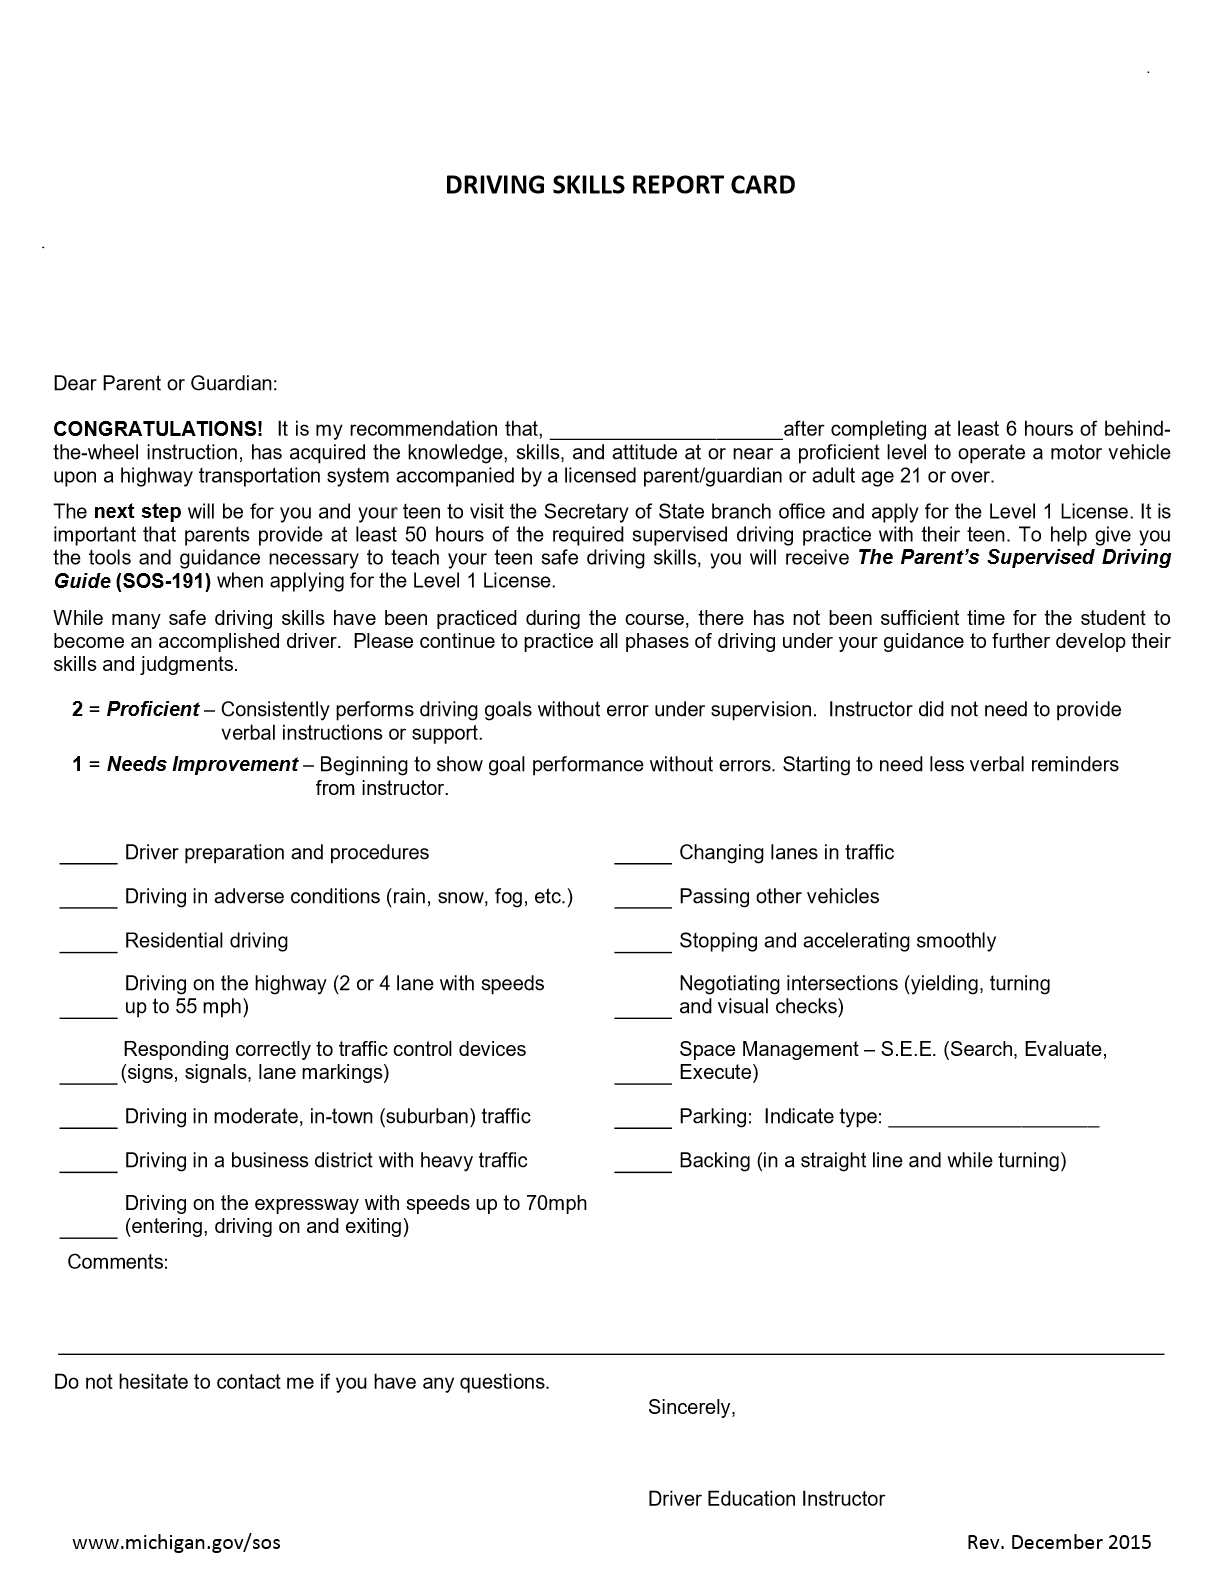 DRIVING SKILLS REPORT CARD
Dear Parent or Guardian:
CONGRATULATIONS!  It is my recommendation that, _____________________after completing at least 6 hours of behind-
the-wheel instruction, has acquired the knowledge, skills, and attitude at or near a proficient level to operate a motor vehicle
upon a highway transportation system accompanied by a licensed parent/guardian or adult age 21 or over.
The next step will be for you and your teen to visit the Secretary of State branch office and apply for the Level 1 License. It is
important that parents provide at least 50 hours of the required supervised driving practice with their teen. To help give you
the tools and guidance necessary to teach your teen safe driving skills, you will receive The Parent's Supervised Driving
Guide (SOS-191) when applying for the Level 1 License.
While many safe driving skills have been practiced during the course, there has not been sufficient time for the student to
become an accomplished driver.  Please continue to practice all phases of driving under your guidance to further develop their
skills and judgments.
2 = Proficient – Consistently performs driving goals without error under supervision.  Instructor did not need to provide
verbal instructions or support.
1 = Needs Improvement – Beginning to show goal performance without errors. Starting to need less verbal reminders
from instructor.
_____ Driver preparation and procedures
_____ Driving in adverse conditions (rain, snow, fog, etc.)
_____ Residential driving
Driving on the highway (2 or 4 lane with speeds
_____ up to 55 mph)
Responding correctly to traffic control devices
_____ (signs, signals, lane markings)
_____ Driving in moderate, in-town (suburban) traffic
_____ Driving in a business district with heavy traffic
Driving on the expressway with speeds up to 70mph
_____ (entering, driving on and exiting)
_____ Changing lanes in traffic
_____ Passing other vehicles
_____ Stopping and accelerating smoothly
Negotiating intersections (yielding, turning
_____ and visual checks)
Space Management – S.E.E. (Search, Evaluate,
_____ Execute)
_____ Parking:  Indicate type: ___________________
_____ Backing (in a straight line and while turning)
Comments:
Do not hesitate to contact me if you have any questions.
Sincerely,
Driver Education Instructor
www.michigan.gov/sos
Rev. December 2015